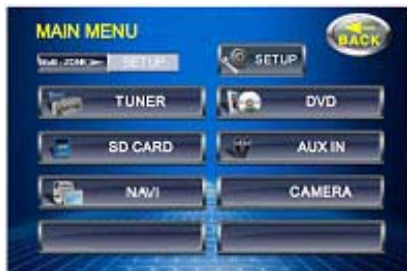 MAIN MENU
BACK
SETUP
SETUP
TUNER
DVD
SD CARD
AUX IN
NAVI
CAMERA